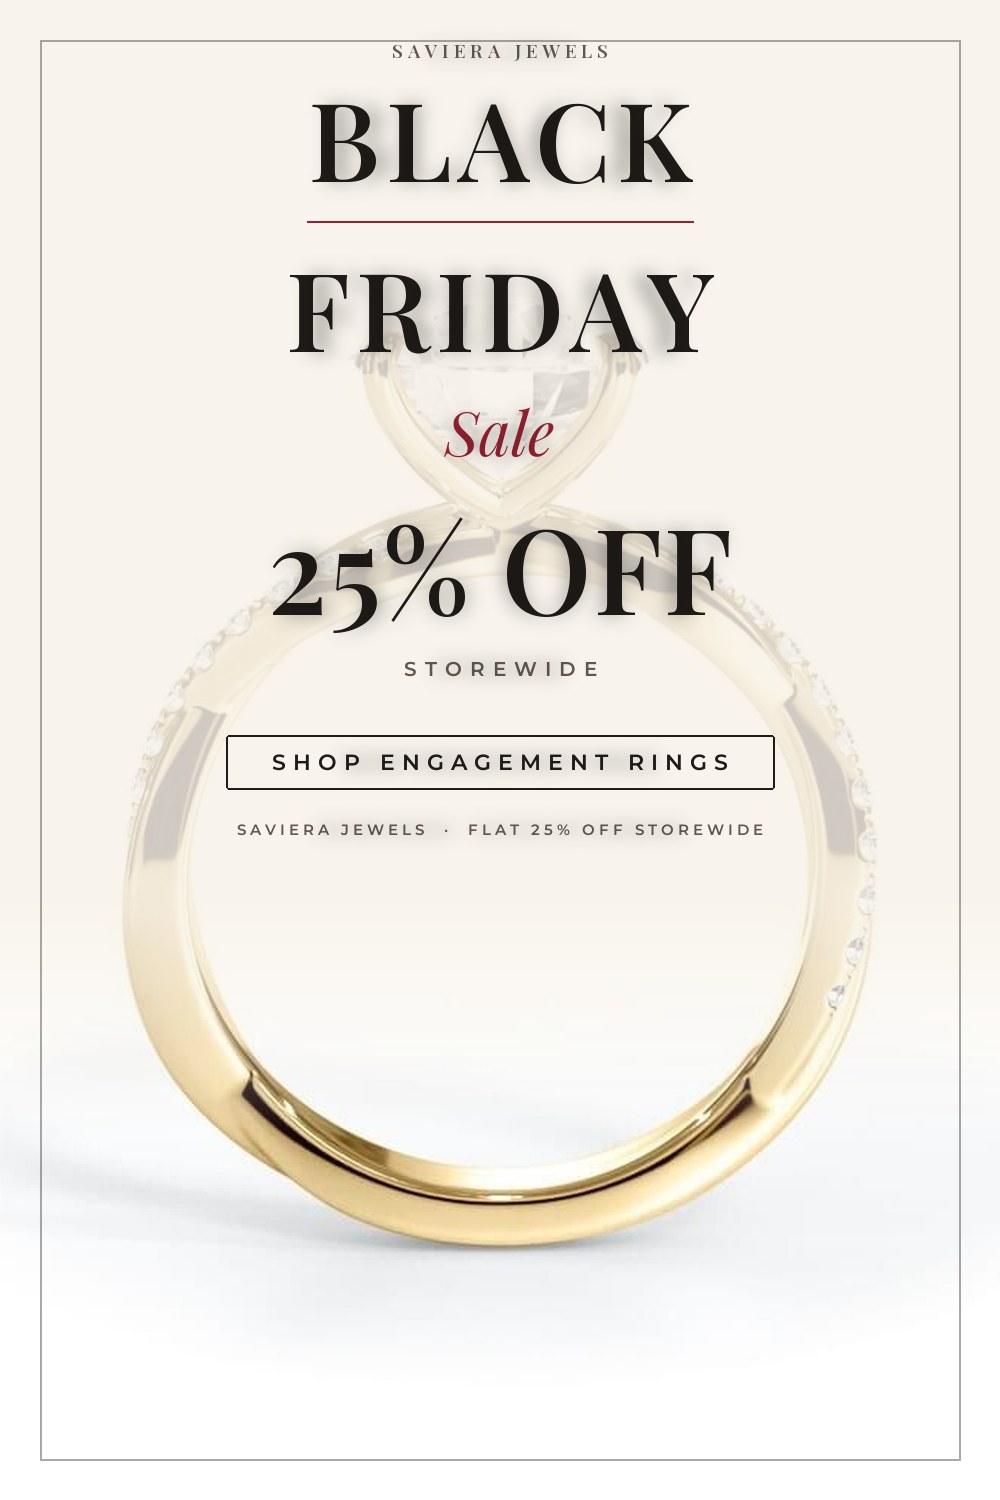 SAVIERA JEWELS
BLACK
FRIDAY
Sale
25% OFF
STOREWIDE
SHOP ENGAGEMENT RINGS
SAVIERA JEWELS · FLAT 25% OFF STOREWIDE